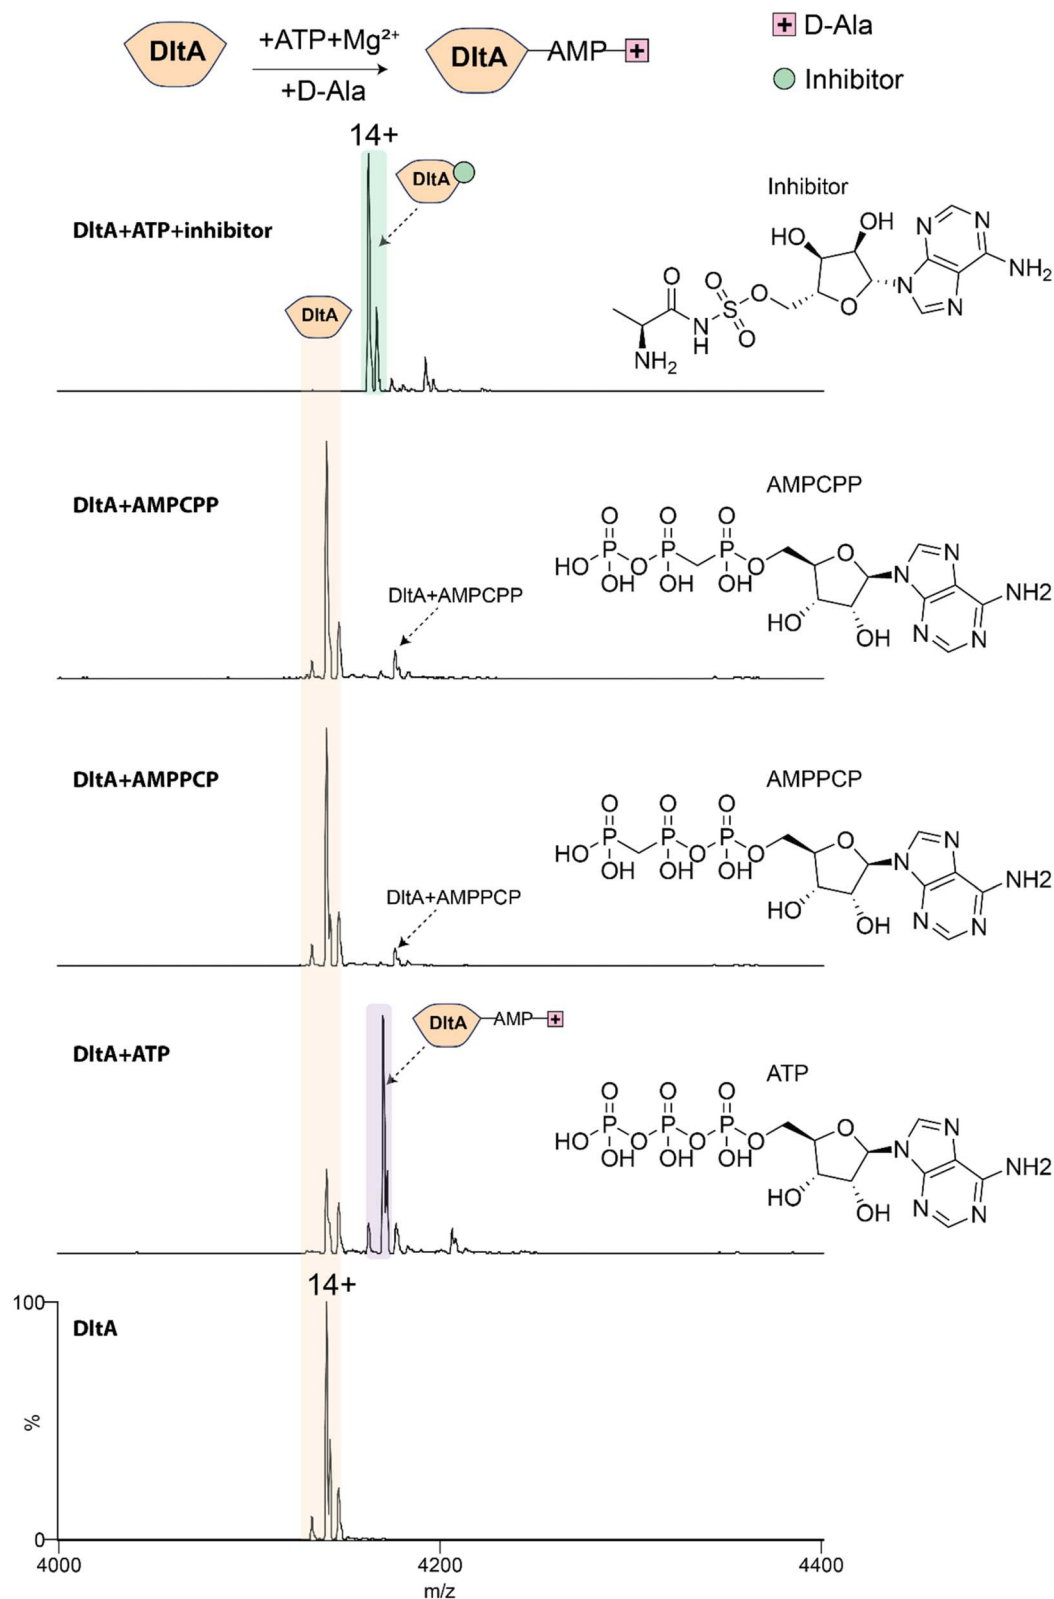 DltA
+ATP+Mg²⁺
+D-Ala
DltA AMP +
+ D-Ala
Inhibitor
14+
DltA
DltA+ATP+inhibitor
DltA
Inhibitor
HO
OH
N
N
N
N
NH₂
O
O
S
O
O
N
H
O
NH₂
DltA+AMPCPP
DltA+AMPCPP
AMPCPP
O O O
HO P O P P O O N N
OH OH OH N N NH2
HO OH
DltA+AMPPCP
DltA+AMPPCP
AMPPCP
O O O
HO P P O P O O N N
OH OH OH N N NH2
HO OH
DltA+ATP
DltA AMP +
ATP
O O O
HO P O P O P O O N N
OH OH OH N N NH2
HO OH
14+
100
DltA
%
0
4000 4200 4400
m/z